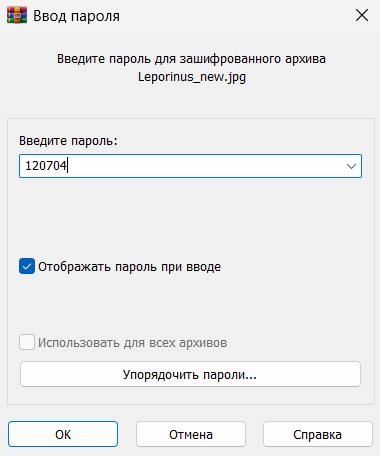 Ввод пароля
Введите пароль для зашифрованного архива
Leporinus_new.jpg
Введите пароль:
120704
Отображать пароль при вводе
Использовать для всех архивов
Упорядочить пароли...
ОК
Отмена
Справка